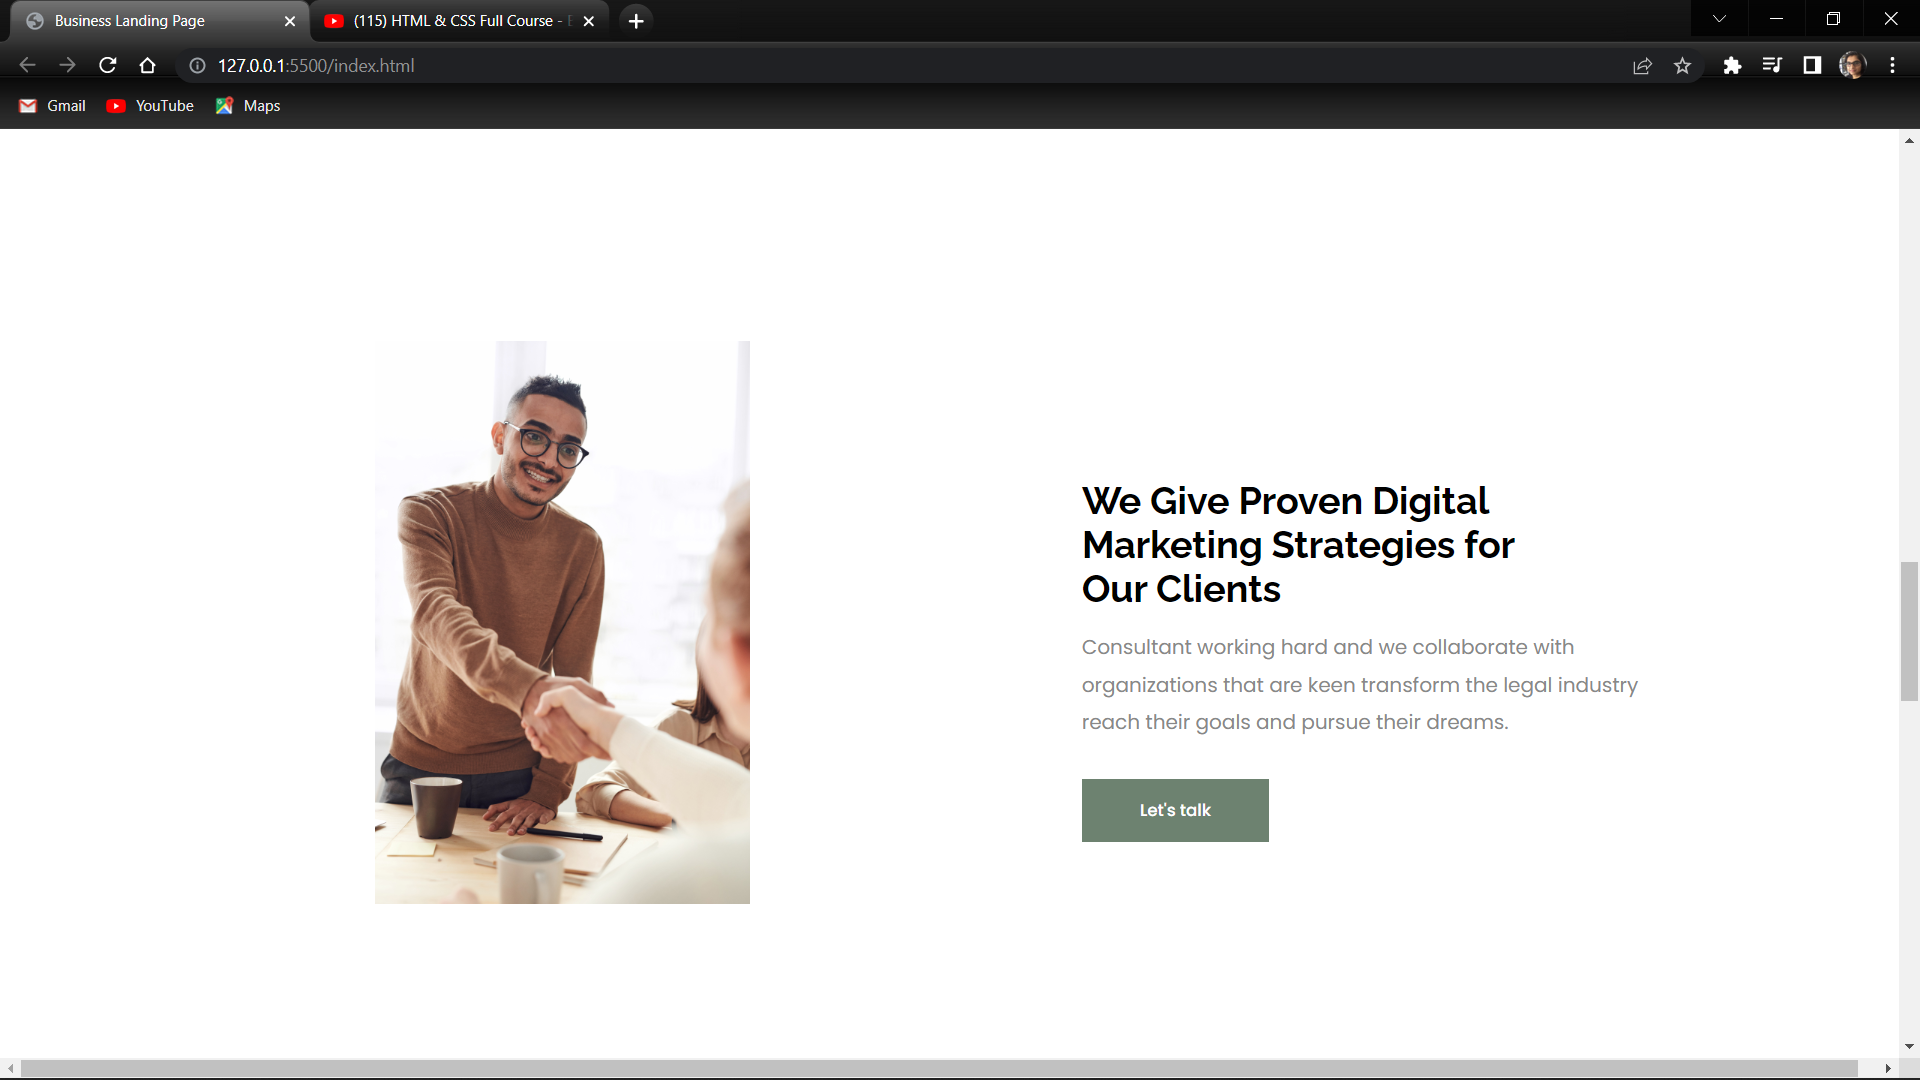 Business Landing Page
(115) HTML & CSS Full Course -
127.0.0.1:5500/index.html
Gmail YouTube Maps
We Give Proven Digital
Marketing Strategies for
Our Clients
Consultant working hard and we collaborate with
organizations that are keen transform the legal industry
reach their goals and pursue their dreams.
Let's talk